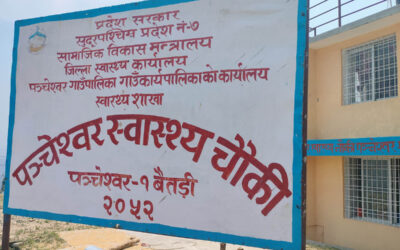 प्रदेश सरकार
सुदूरपश्चिम प्रदेश नं-७
सामाजिक विकास मन्त्रालय
जिल्ला स्वास्थ्य कार्यालय
पञ्चेश्वर गाउँपालिका गाउँकार्यपालिकाको कार्यालय
स्वास्थ्य शाखा
पञ्चेश्वर स्वास्थ्य चौकी
पञ्चेश्वर-१ बैतडी
२०५२